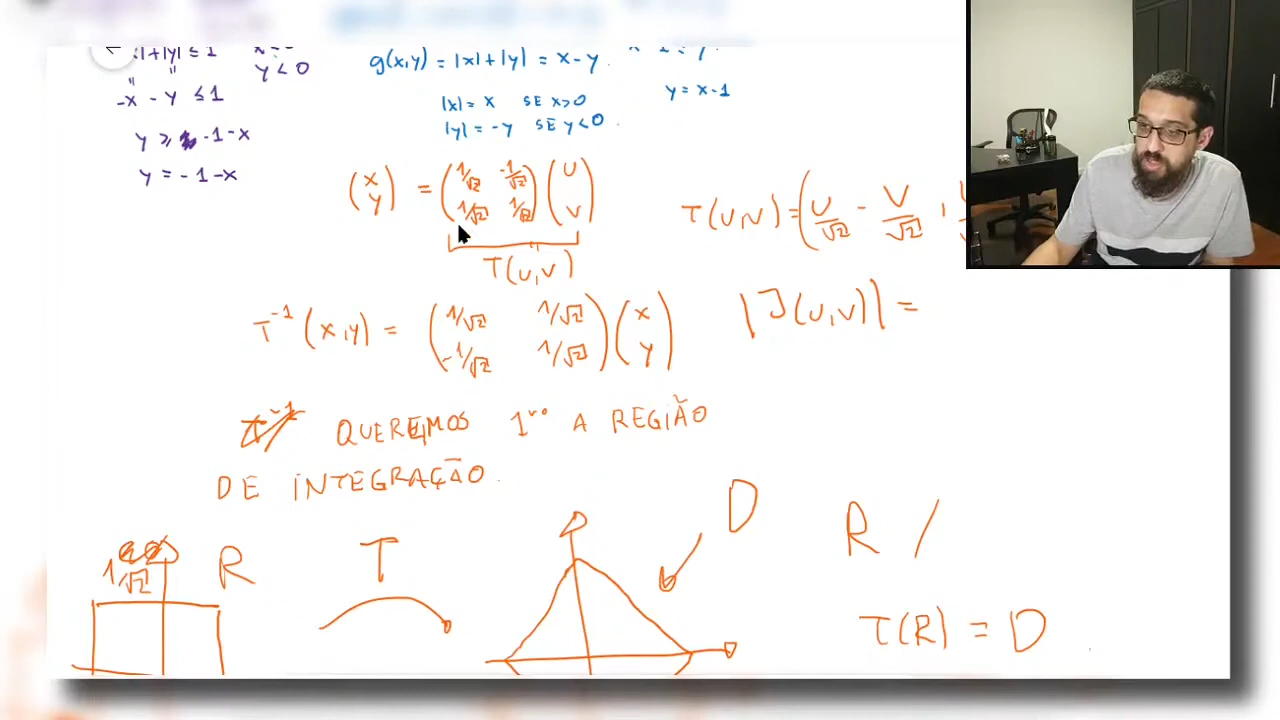 |x|+|y| ≤ 1
y < 0
-x - y ≤ 1
y ≥ -1-x
y = -1-x
g(x,y) = |x|+|y| = x-y.
|x| = x SE x>0
|y| = -y SE y<0.
y = x-1
(x y) = (1/√2 -1/√2 1/√2 1/√2) (U V)
T(U,V)
T(U,V) = (U/√2 - V/√2,
T⁻¹(x,y) = (1/√2 1/√2 -1/√2 1/√2) (x y)
|J(U,V)| =
QUEREMOS 1º A REGIÃO
DE INTEGRAÇÃO.
1/√2 R
T
D
R /
T(R) = D